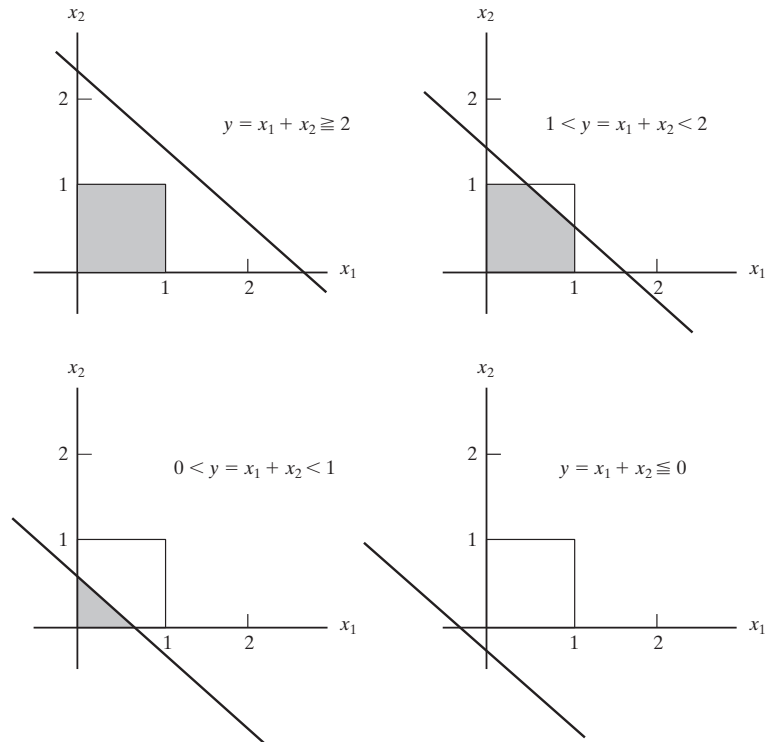 x₂
2
y = x₁ + x₂ ≧ 2
1
x₁
1
2
x₂
2
1 < y = x₁ + x₂ < 2
1
x₁
1
2
x₂
2
0 < y = x₁ + x₂ < 1
1
x₁
1
2
x₂
2
y = x₁ + x₂ ≦ 0
1
x₁
1
2